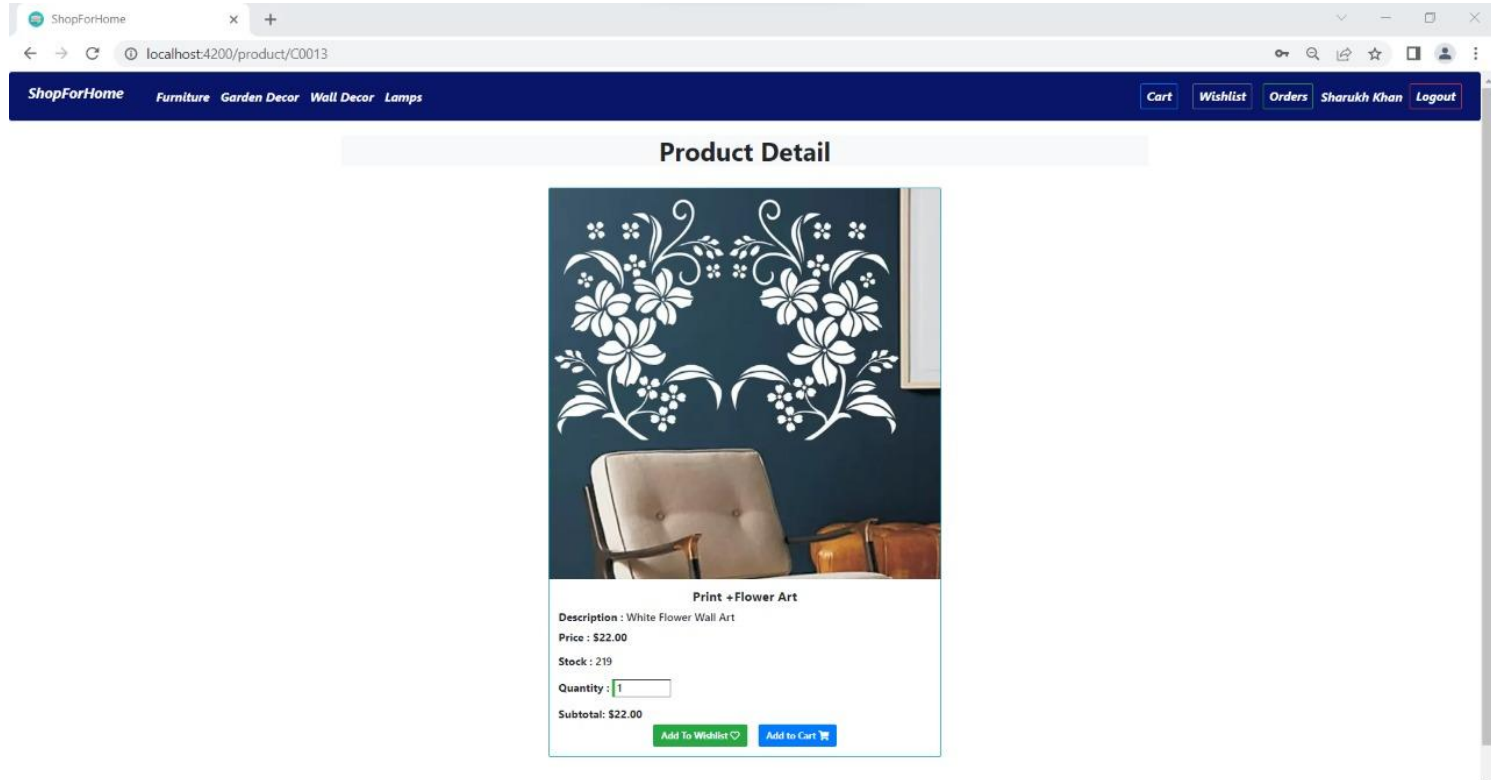 ShopForHome
localhost:4200/product/C0013
ShopForHome Furniture Garden Decor Wall Decor Lamps Cart Wishlist Orders Sharukh Khan Logout
Product Detail
Print +Flower Art
Description : White Flower Wall Art
Price : $22.00
Stock : 219
Quantity : 1
Subtotal: $22.00
Add To Wishlist Add to Cart